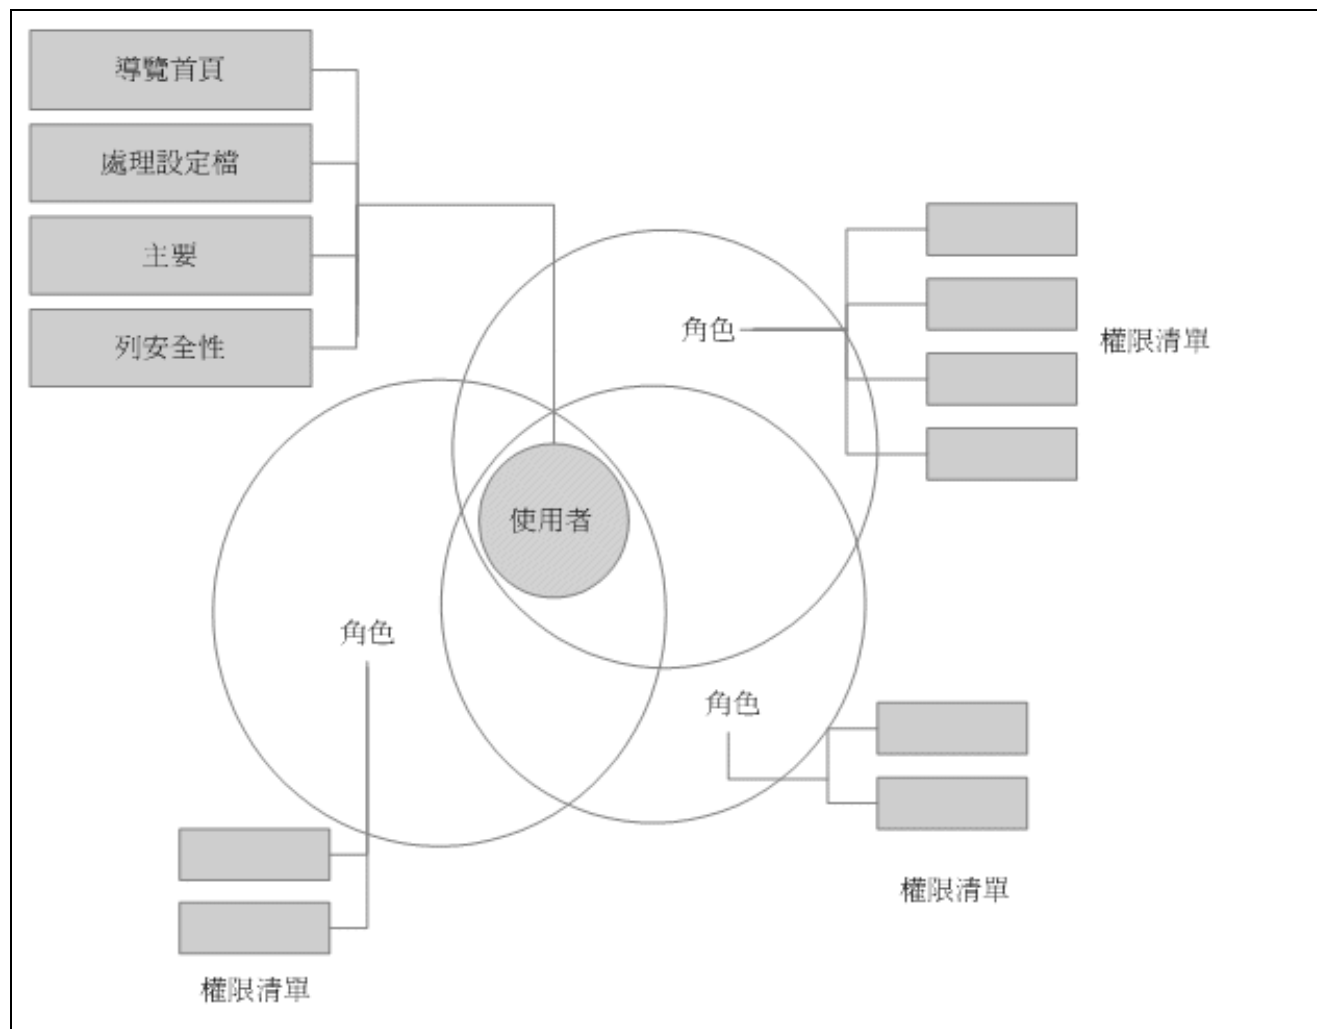 導覽首頁
處理設定檔
主要
列安全性
角色
權限清單
使用者
角色
角色
權限清單
權限清單